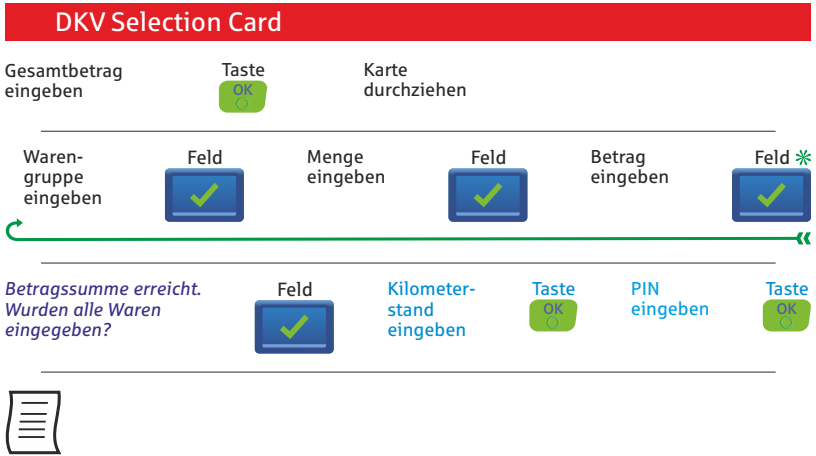 DKV Selection Card
Gesamtbetrag
eingeben
Taste
OK
Karte
durchziehen
Waren-
gruppe
eingeben
Feld
Menge
eingeben
Feld
Betrag
eingeben
Feld *
Betragssumme erreicht.
Wurden alle Waren
eingegeben?
Feld
Kilometer-
stand
eingeben
Taste
OK
PIN
eingeben
Taste
OK